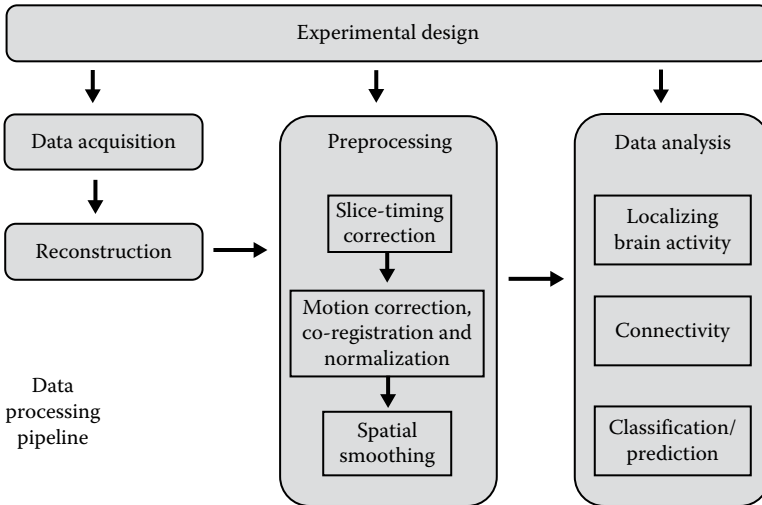 Experimental design
Data acquisition
Reconstruction
Data
processing
pipeline
Preprocessing
Slice-timing
correction
Motion correction,
co-registration and
normalization
Spatial
smoothing
Data analysis
Localizing
brain activity
Connectivity
Classification/
prediction